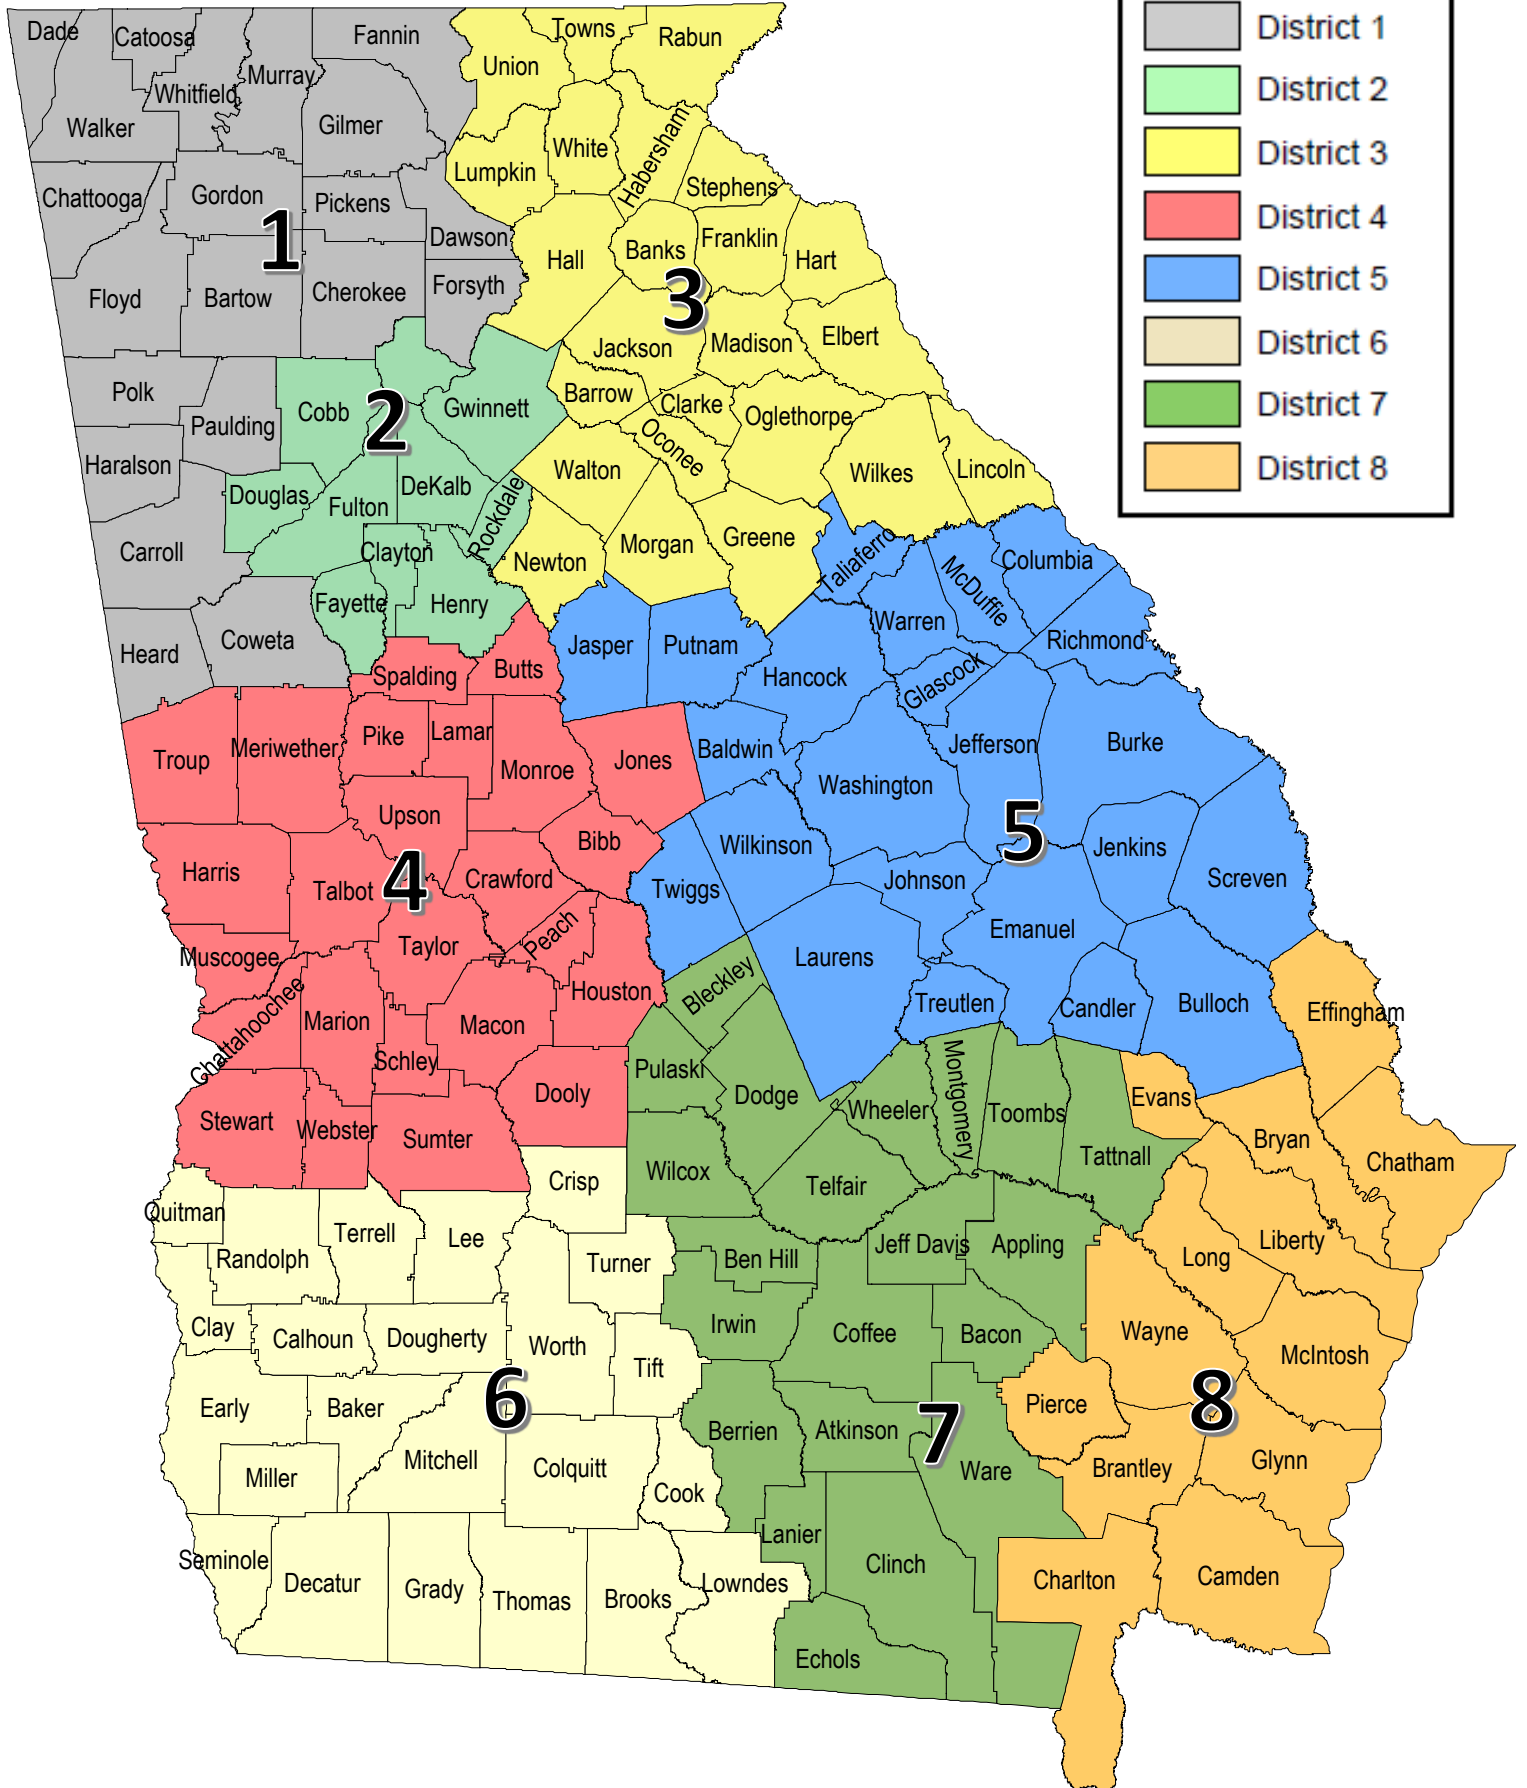 Dade
Catoosa
Fannin
Towns
Rabun
Union
Murray
Whitfield
Walker
Gilmer
White
Habersham
Lumpkin
Stephens
Chattooga
Gordon
Pickens
Dawson
1
Hall
Banks
Franklin
Hart
3
Floyd
Bartow
Cherokee
Forsyth
Jackson
Madison
Elbert
Polk
Paulding
Cobb
2
Gwinnett
Barrow
Clarke
Oglethorpe
Oconee
Haralson
Douglas
Fulton
DeKalb
Rockdale
Walton
Wilkes
Lincoln
Carroll
Clayton
Newton
Morgan
Greene
Taliaferro
McDuffie
Columbia
Heard
Coweta
Fayette
Henry
Warren
Richmond
Spalding
Butts
Jasper
Putnam
Hancock
Glascock
Troup
Meriwether
Pike
Lamar
Monroe
Jones
Baldwin
Washington
Jefferson
Burke
Upson
Bibb
Wilkinson
5
Jenkins
Harris
Talbot
4
Crawford
Twiggs
Johnson
Screven
Muscogee
Taylor
Peach
Laurens
Emanuel
Chattahoochee
Marion
Macon
Houston
Bleckley
Treutlen
Candler
Bulloch
Effingham
Schley
Dooly
Pulaski
Dodge
Wheeler
Montgomery
Toombs
Evans
Stewart
Webster
Sumter
Wilcox
Telfair
Tattnall
Bryan
Chatham
Crisp
Quitman
Randolph
Terrell
Lee
Turner
Ben Hill
Jeff Davis
Appling
Long
Liberty
Clay
Calhoun
Dougherty
Worth
Tift
Irwin
Coffee
Bacon
Wayne
McIntosh
Early
Baker
6
Berrien
Atkinson
7
Pierce
8
Miller
Mitchell
Colquitt
Cook
Ware
Brantley
Glynn
Seminole
Decatur
Grady
Thomas
Brooks
Lowndes
Lanier
Clinch
Charlton
Camden
Echols
District 1
District 2
District 3
District 4
District 5
District 6
District 7
District 8